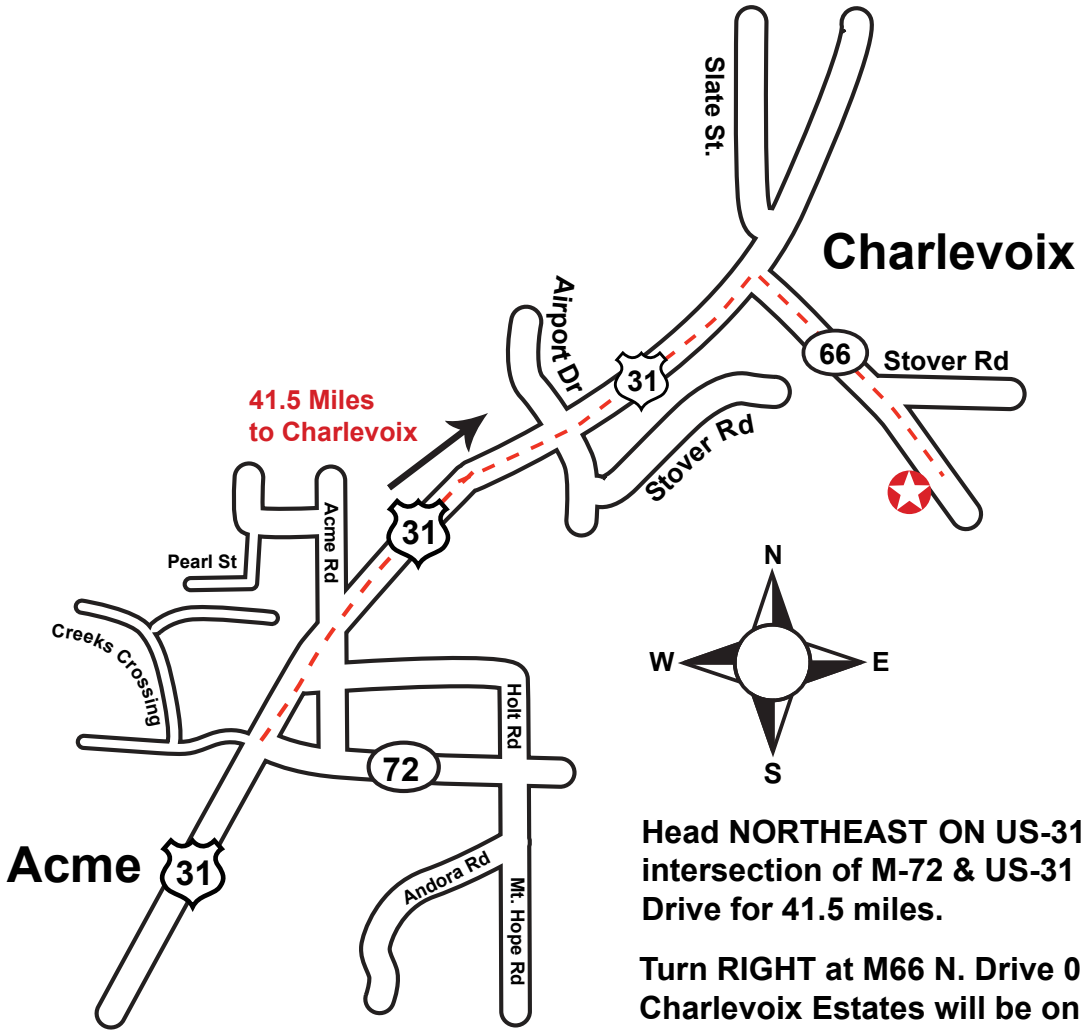 Slate St.
Charlevoix
Airport Dr
66
31
Stover Rd
41.5 Miles
to Charlevoix
Stover Rd
31
Acme Rd
Pearl St
Creeks Crossing
N
W
E
S
Holt Rd
72
Acme
31
Andora Rd
Mt. Hope Rd
Head NORTHEAST ON US-31
intersection of M-72 & US-31
Drive for 41.5 miles.
Turn RIGHT at M66 N. Drive 0
Charlevoix Estates will be on